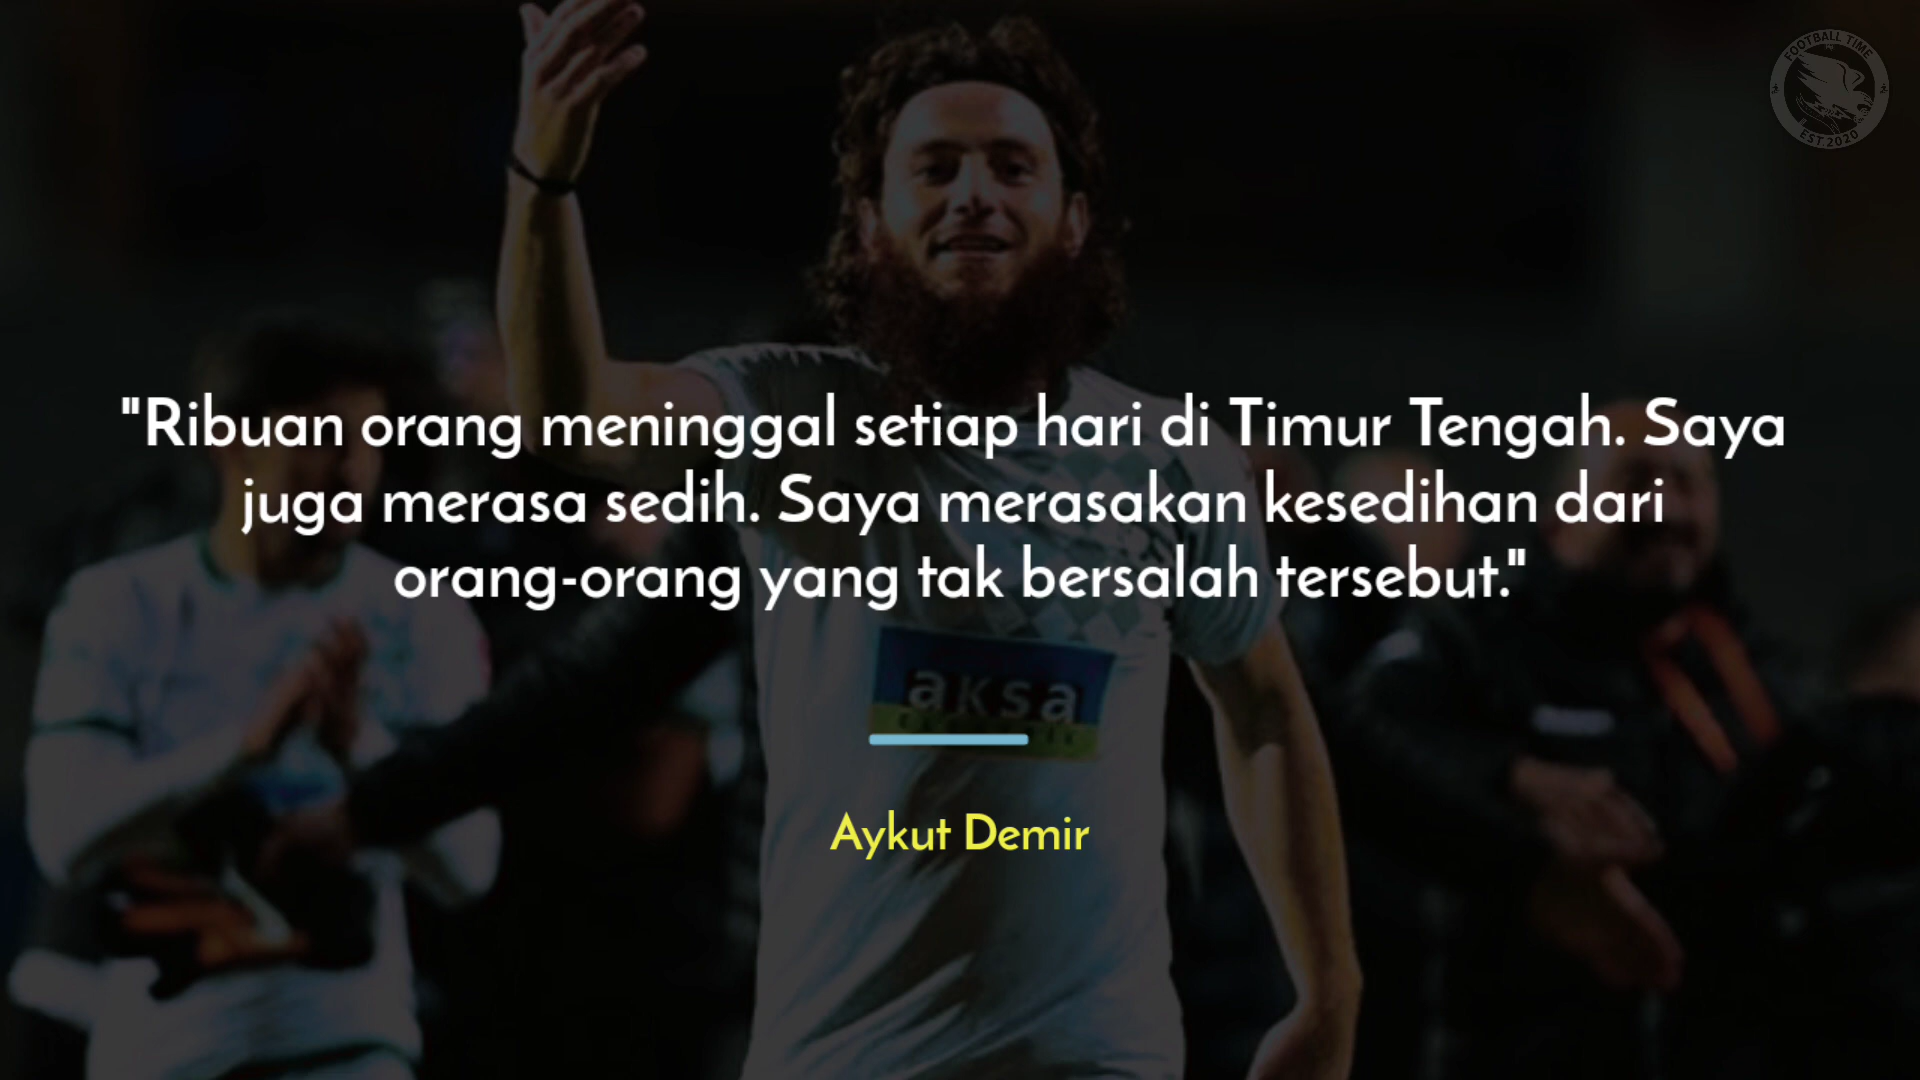 FOOTBALL TIME
EST.2020
"Ribuan orang meninggal setiap hari di Timur Tengah. Saya
juga merasa sedih. Saya merasakan kesedihan dari
orang-orang yang tak bersalah tersebut."
aksa
Aykut Demir